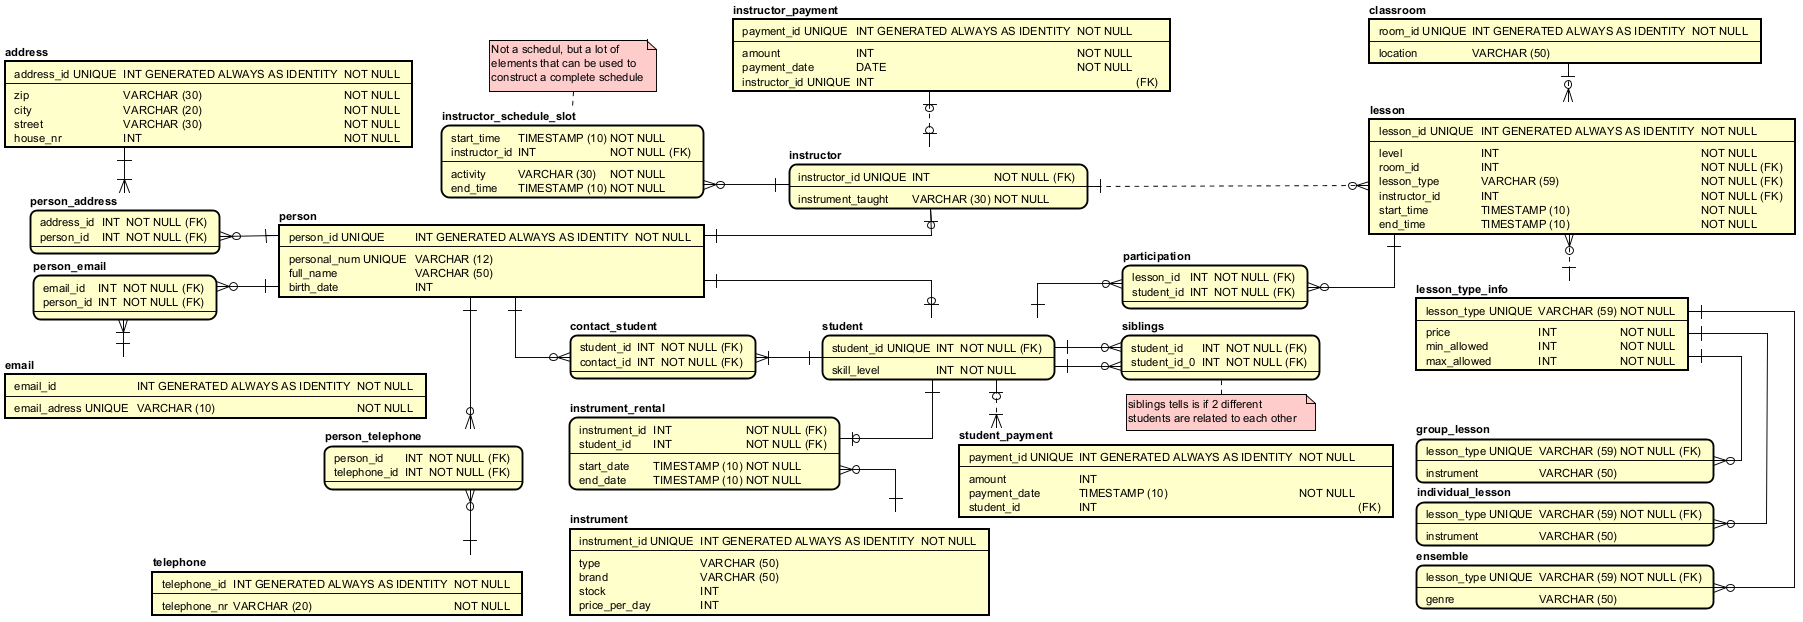 instructor_payment
payment_id UNIQUE INT GENERATED ALWAYS AS IDENTITY NOT NULL
amount INT NOT NULL
payment_date DATE NOT NULL
instructor_id UNIQUE INT (FK)
classroom
room_id UNIQUE INT GENERATED ALWAYS AS IDENTITY NOT NULL
location VARCHAR (50)
address
address_id UNIQUE INT GENERATED ALWAYS AS IDENTITY NOT NULL
zip VARCHAR (30) NOT NULL
city VARCHAR (20) NOT NULL
street VARCHAR (30) NOT NULL
house_nr INT NOT NULL
Not a schedul, but a lot of
elements that can be used to
construct a complete schedule
instructor_schedule_slot
start_time TIMESTAMP (10) NOT NULL
instructor_id INT NOT NULL (FK)
activity VARCHAR (30) NOT NULL
end_time TIMESTAMP (10) NOT NULL
instructor
instructor_id UNIQUE INT NOT NULL (FK)
instrument_taught VARCHAR (30) NOT NULL
lesson
lesson_id UNIQUE INT GENERATED ALWAYS AS IDENTITY NOT NULL
level INT NOT NULL
room_id INT NOT NULL (FK)
lesson_type VARCHAR (59) NOT NULL (FK)
instructor_id INT NOT NULL (FK)
start_time TIMESTAMP (10) NOT NULL
end_time TIMESTAMP (10) NOT NULL
person_address
address_id INT NOT NULL (FK)
person_id INT NOT NULL (FK)
person
person_id UNIQUE INT GENERATED ALWAYS AS IDENTITY NOT NULL
personal_num UNIQUE VARCHAR (12)
full_name VARCHAR (50)
birth_date INT
person_email
email_id INT NOT NULL (FK)
person_id INT NOT NULL (FK)
participation
lesson_id INT NOT NULL (FK)
student_id INT NOT NULL (FK)
lesson_type_info
lesson_type UNIQUE VARCHAR (59) NOT NULL
price INT NOT NULL
min_allowed INT NOT NULL
max_allowed INT NOT NULL
contact_student
student_id INT NOT NULL (FK)
contact_id INT NOT NULL (FK)
student
student_id UNIQUE INT NOT NULL (FK)
skill_level INT NOT NULL
siblings
student_id INT NOT NULL (FK)
student_id_0 INT NOT NULL (FK)
siblings tells is if 2 different
students are related to each other
email
email_id INT GENERATED ALWAYS AS IDENTITY NOT NULL
email_adress UNIQUE VARCHAR (10) NOT NULL
instrument_rental
instrument_id INT NOT NULL (FK)
student_id INT NOT NULL (FK)
start_date TIMESTAMP (10) NOT NULL
end_date TIMESTAMP (10) NOT NULL
student_payment
payment_id UNIQUE INT GENERATED ALWAYS AS IDENTITY NOT NULL
amount INT
payment_date TIMESTAMP (10) NOT NULL
student_id INT (FK)
person_telephone
person_id INT NOT NULL (FK)
telephone_id INT NOT NULL (FK)
group_lesson
lesson_type UNIQUE VARCHAR (59) NOT NULL (FK)
instrument VARCHAR (50)
individual_lesson
lesson_type UNIQUE VARCHAR (59) NOT NULL (FK)
instrument VARCHAR (50)
ensemble
lesson_type UNIQUE VARCHAR (59) NOT NULL (FK)
genre VARCHAR (50)
instrument
instrument_id UNIQUE INT GENERATED ALWAYS AS IDENTITY NOT NULL
type VARCHAR (50)
brand VARCHAR (50)
stock INT
price_per_day INT
telephone
telephone_id INT GENERATED ALWAYS AS IDENTITY NOT NULL
telephone_nr VARCHAR (20) NOT NULL